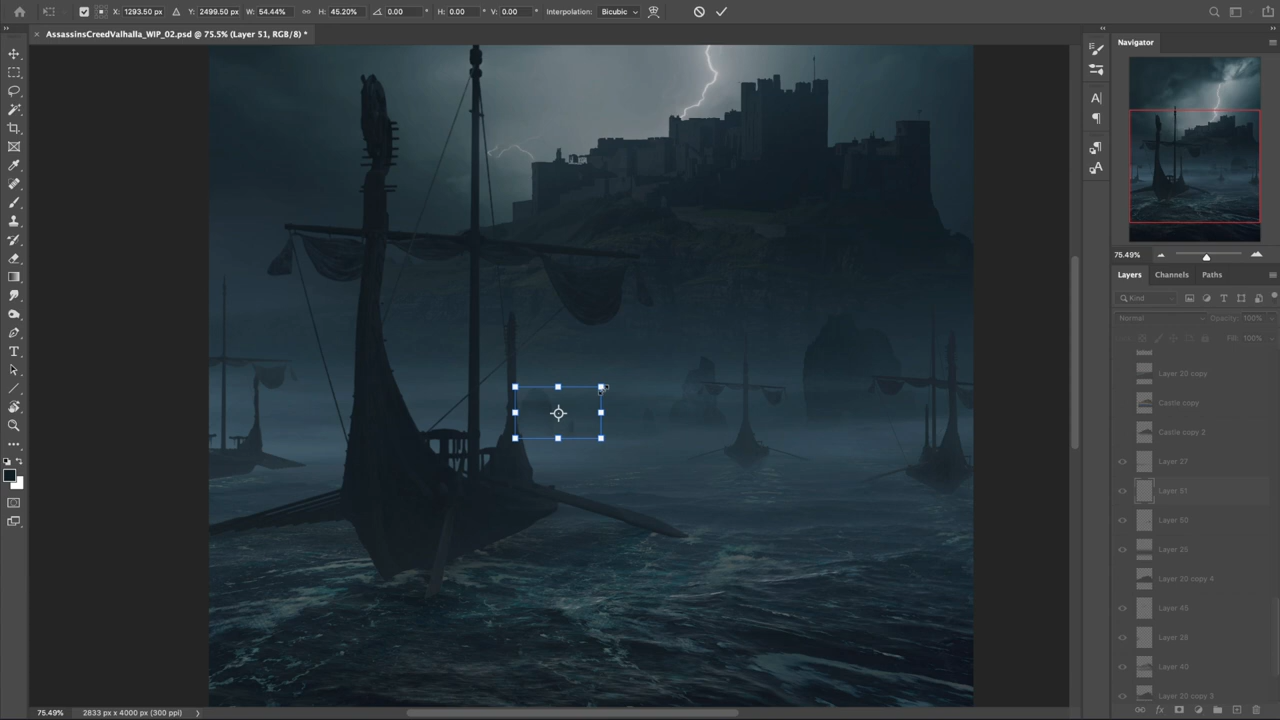 X: 1293.50 px Y: 2499.50 px W: 54.44% H: 45.20% 0.00 ° H: 0.00 ° V: 0.00 ° Interpolation: Bicubic
AssassinsCreedValhalla_WIP_02.psd @ 75.5% (Layer 51, RGB/8) *
Navigator
75.49%
Layers Channels Paths
Kind
Normal Opacity: 100%
Fill: 100%
Layer 20 copy
Castle copy
Castle copy 2
Layer 27
Layer 51
Layer 50
Layer 25
Layer 20 copy 4
Layer 45
Layer 28
Layer 40
Layer 20 copy 3
75.49% 2833 px x 4000 px (300 ppi)